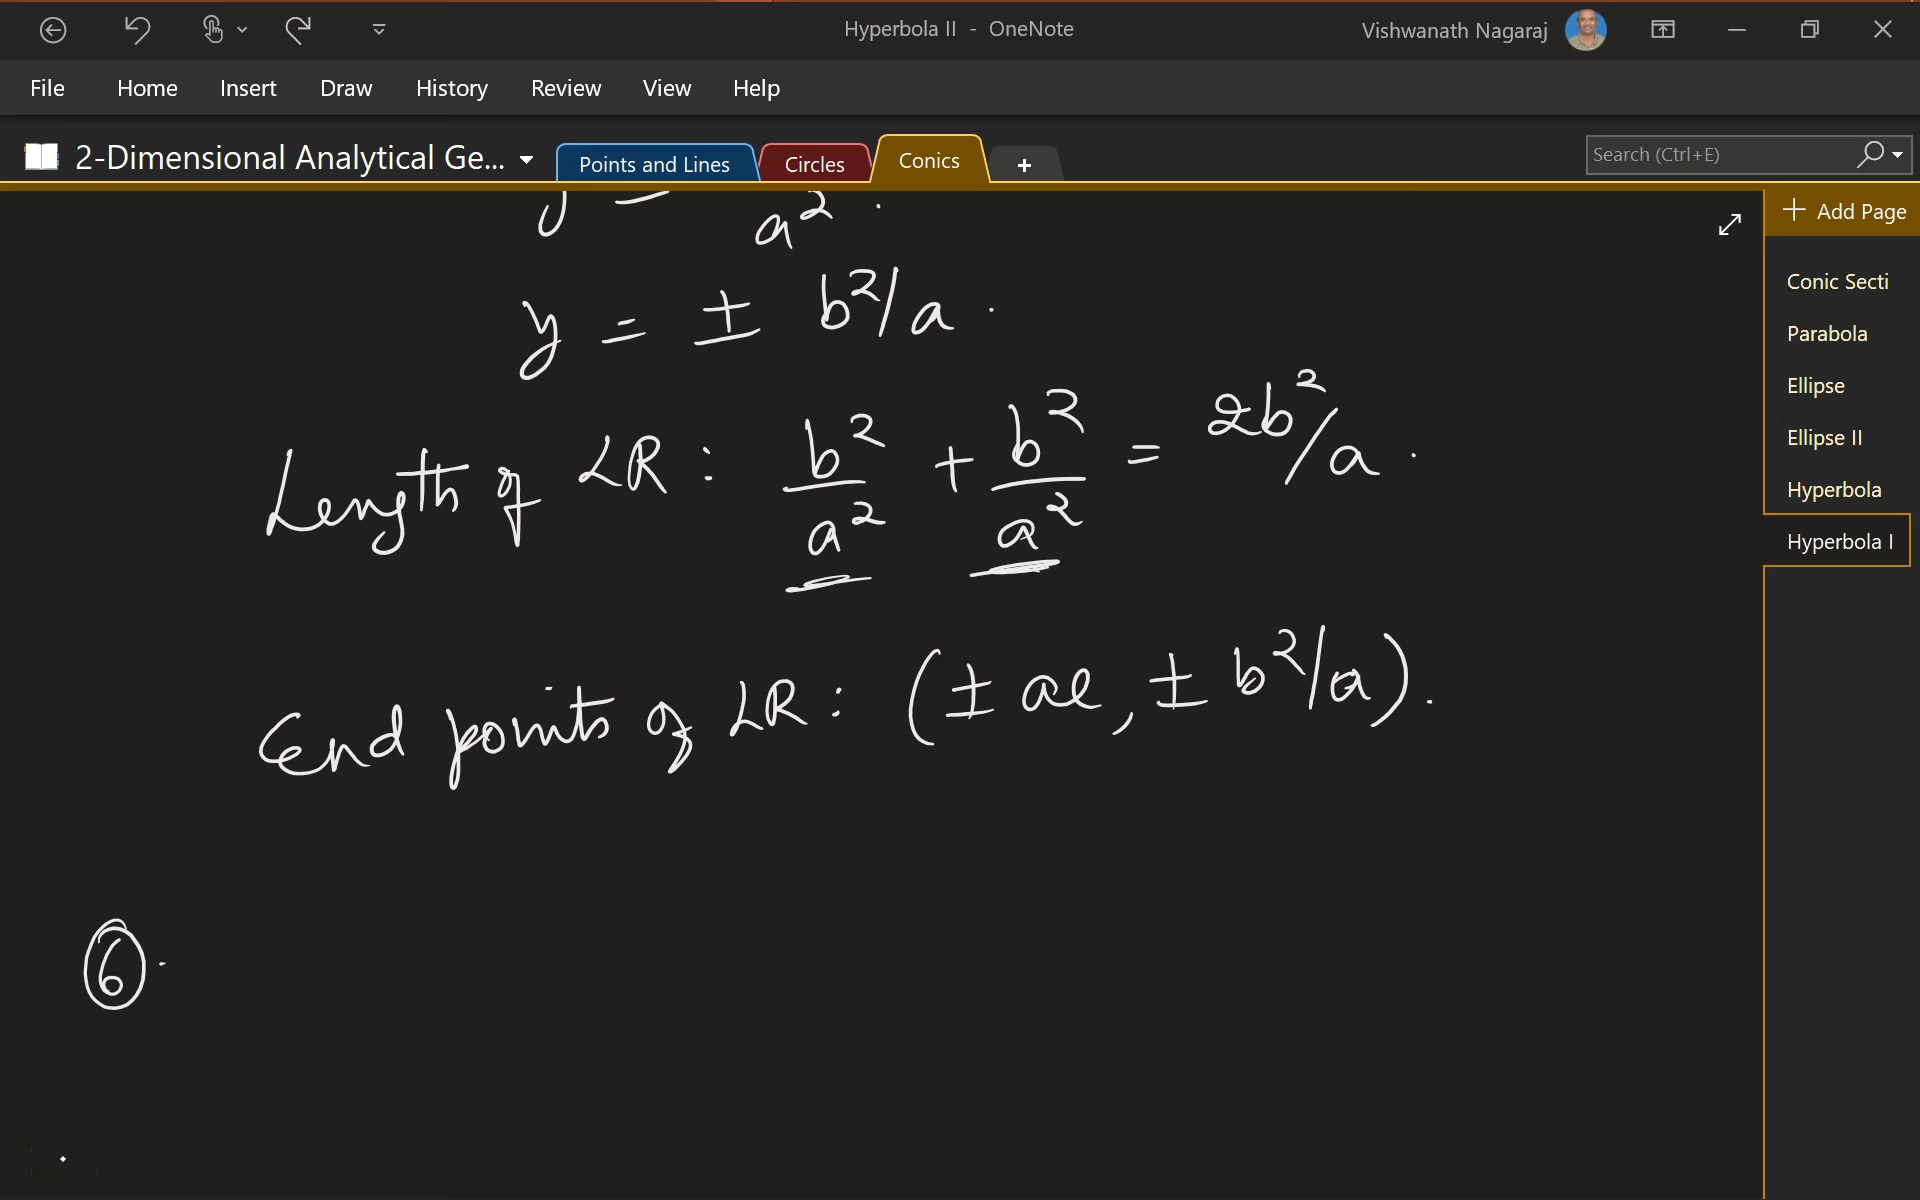 Hyperbola II - OneNote
Vishwanath Nagaraj
File Home Insert Draw History Review View Help
2-Dimensional Analytical Ge...
Points and Lines
Circles
Conics
+
Search (Ctrl+E)
Add Page
Conic Secti
Parabola
Ellipse
Ellipse II
Hyperbola
Hyperbola I
a².
y = ± b²/a.
Length of LR: b²/a² + b²/a² = 2b²/a.
End points of LR: (± ae, ± b²/a).
6.